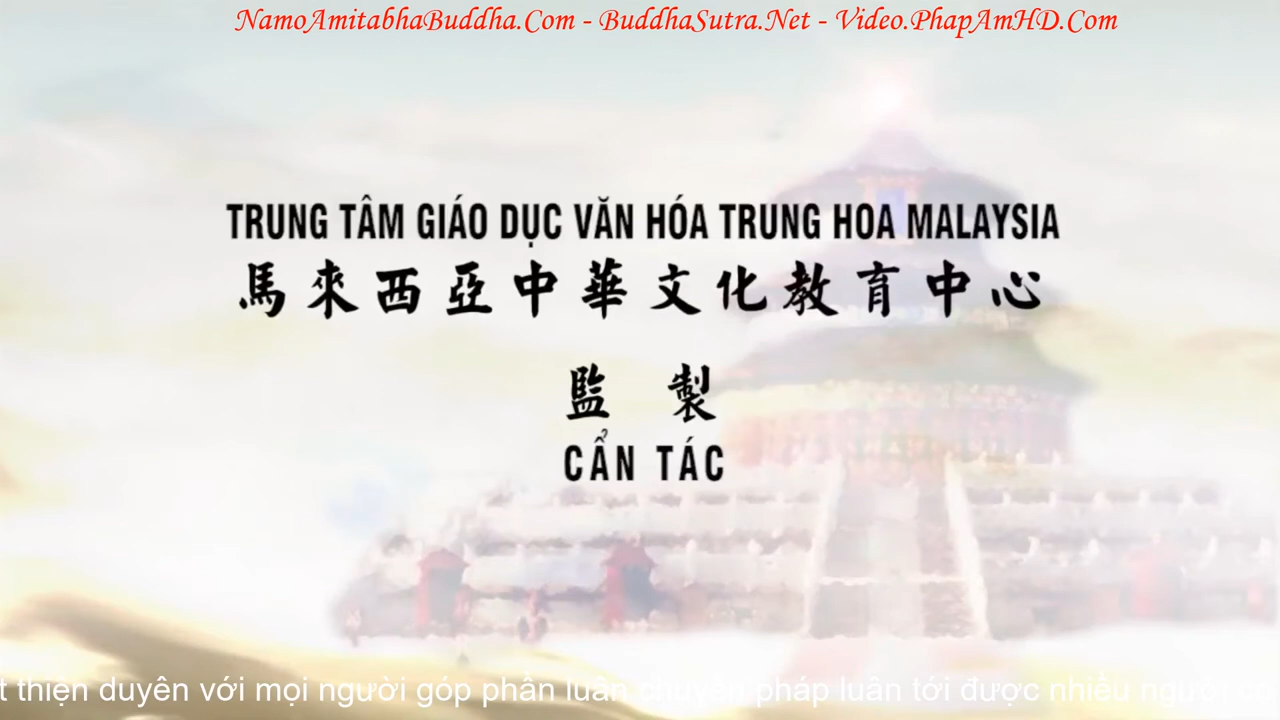 NamoAmitabhaBuddha.Com - BuddhaSutra.Net - Video.PhapAmHD.Com
TRUNG TÂM GIÁO DỤC VĂN HÓA TRUNG HOA MALAYSIA
馬來西亞中華文化教育中心
監 製
CẨN TÁC
t thiện duyên với mọi người góp phần luân chuyển pháp luân tới được nhiều người